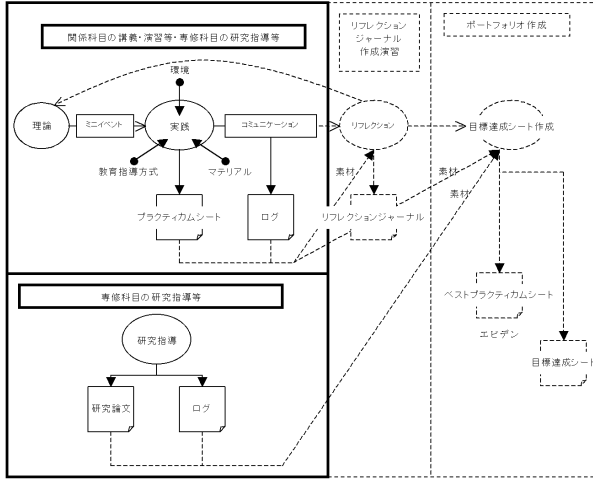 関係科目の講義・演習等・専修科目の研究指導等
リフレクション
ジャーナル
作成演習
ポートフォリオ作成
環境
理論
ミニイベント
実践
コミュニケーション
リフレクション
目標達成シート作成
教育指導方式
マテリアル
素材
素材
素材
プラクティカムシート
ログ
リフレクションジャーナル
専修科目の研究指導等
研究指導
研究論文
ログ
ベストプラクティカムシート
エビデン
目標達成シート